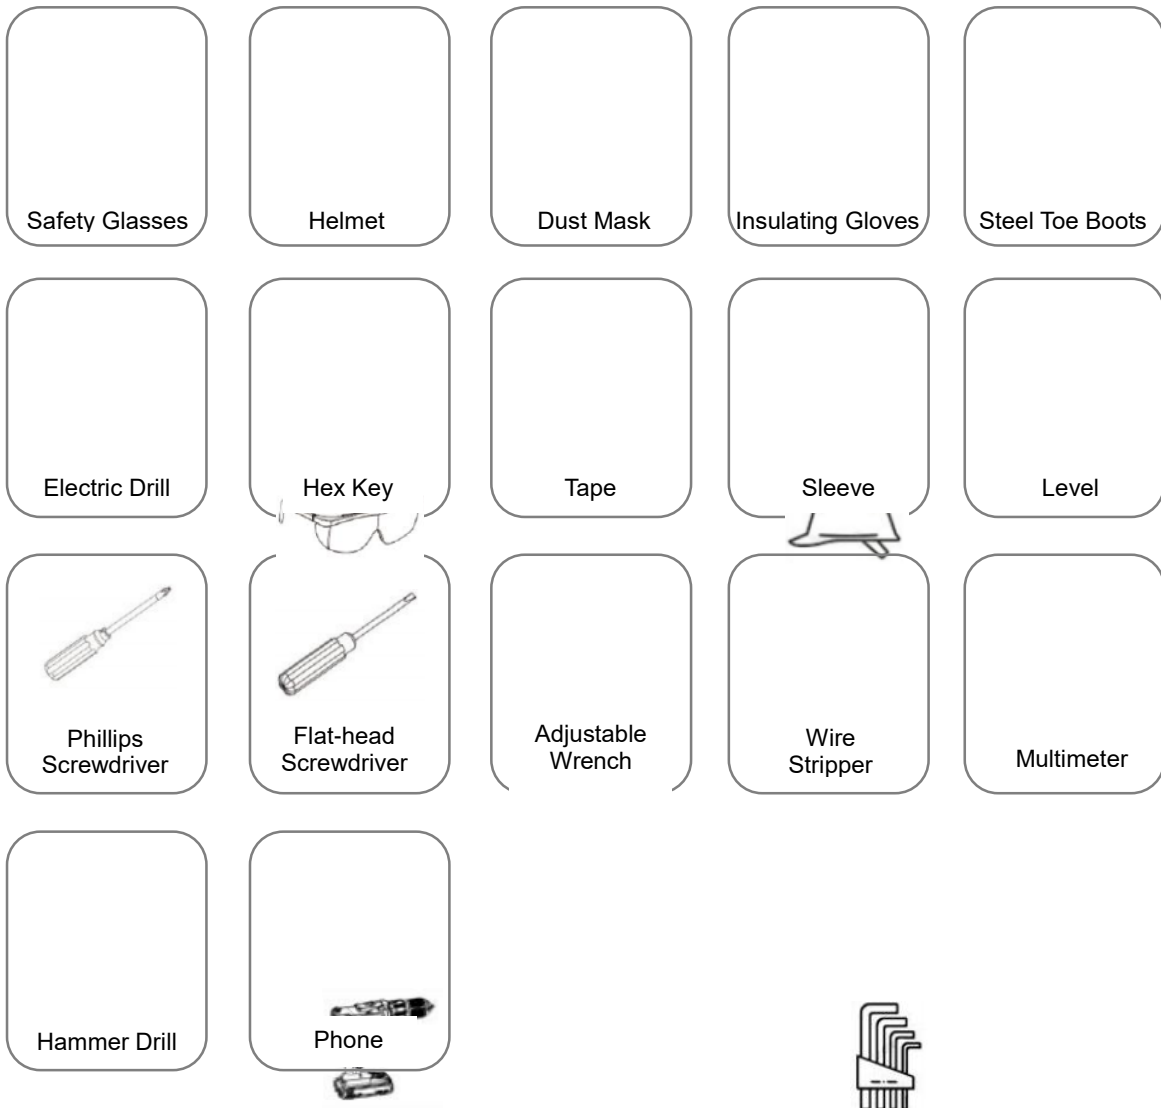 Safety Glasses
Helmet
Dust Mask
Insulating Gloves
Steel Toe Boots
Electric Drill
Hex Key
Tape
Sleeve
Level
Phillips
Screwdriver
Flat-head
Screwdriver
Adjustable
Wrench
Wire
Stripper
Multimeter
Hammer Drill
Phone